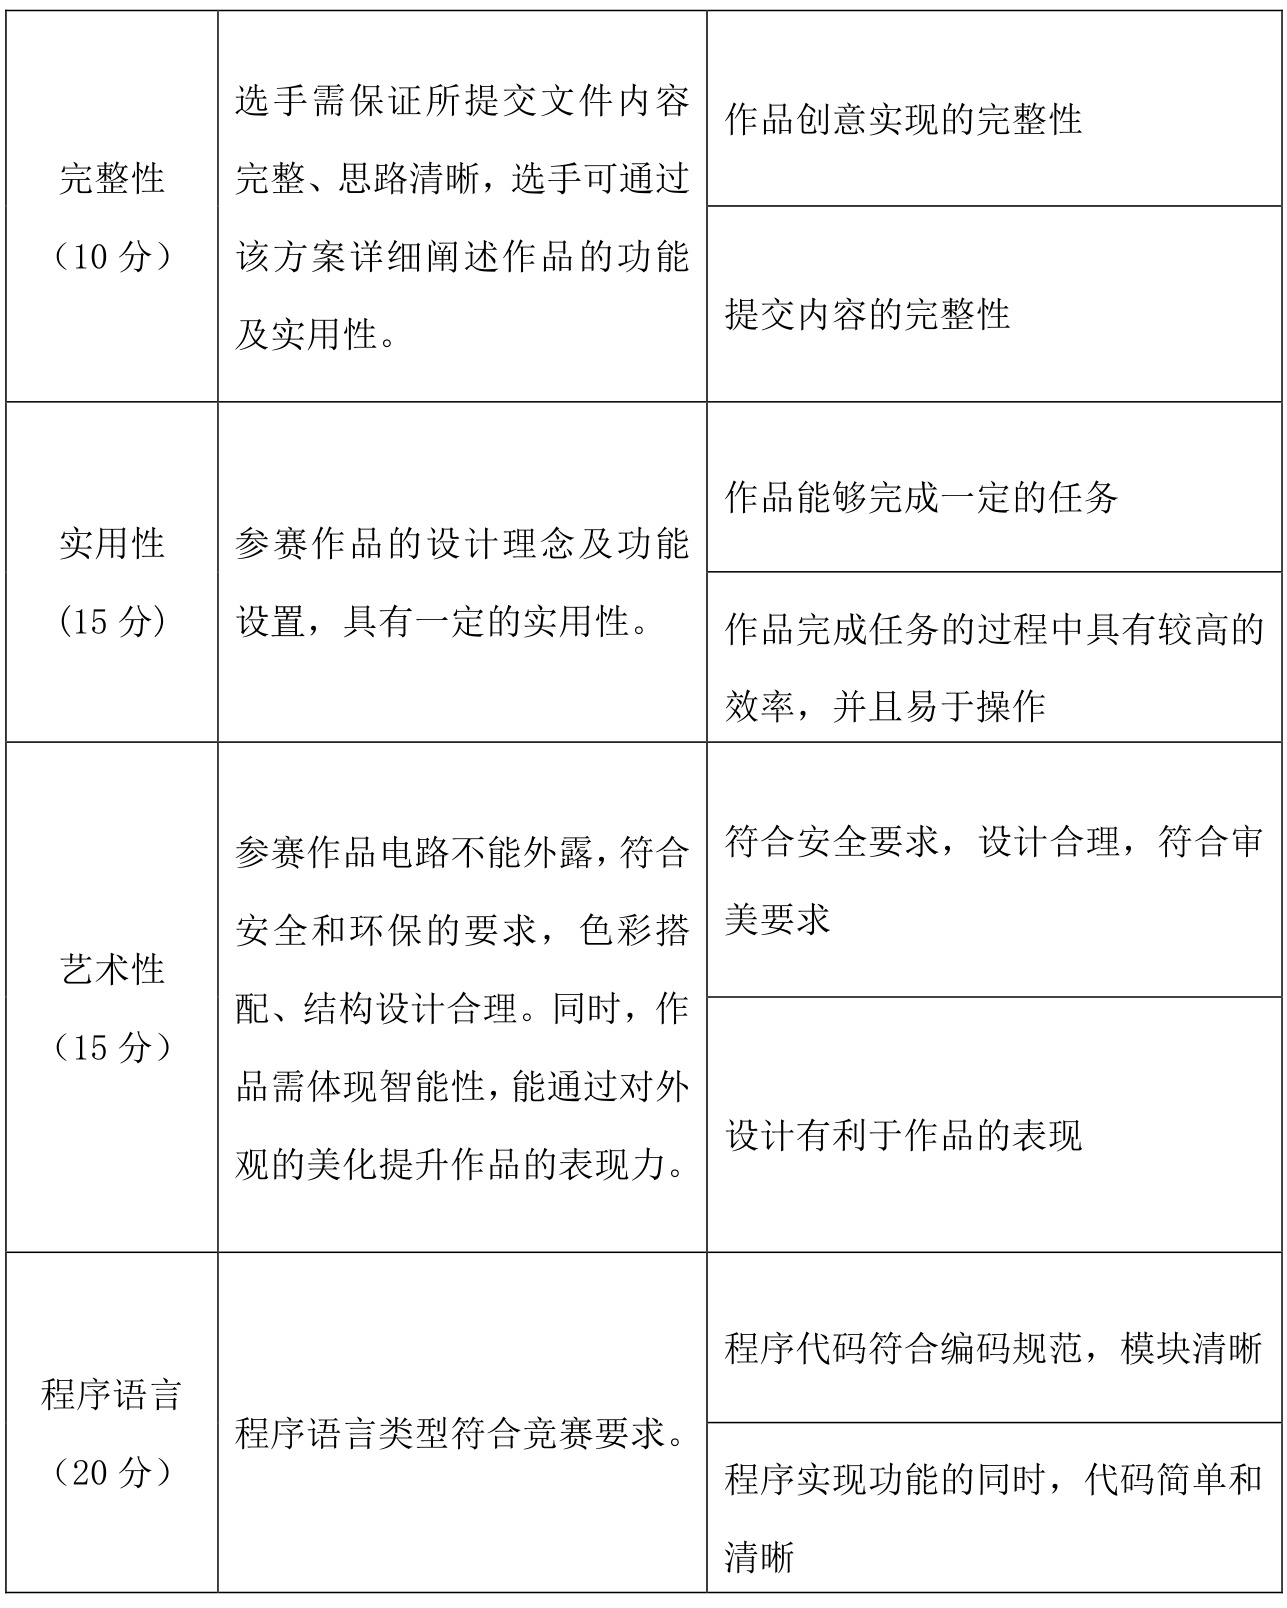 完整性
（10 分）
选手需保证所提交文件内容
完整、思路清晰，选手可通过
该方案详细阐述作品的功能
及实用性。
作品创意实现的完整性
提交内容的完整性
实用性
(15 分)
参赛作品的设计理念及功能
设置，具有一定的实用性。
作品能够完成一定的任务
作品完成任务的过程中具有较高的
效率，并且易于操作
艺术性
（15 分）
参赛作品电路不能外露，符合
安全和环保的要求，色彩搭
配、结构设计合理。同时，作
品需体现智能性，能通过对外
观的美化提升作品的表现力。
符合安全要求，设计合理，符合审
美要求
设计有利于作品的表现
程序语言
（20 分）
程序语言类型符合竞赛要求。
程序代码符合编码规范，模块清晰
程序实现功能的同时，代码简单和
清晰